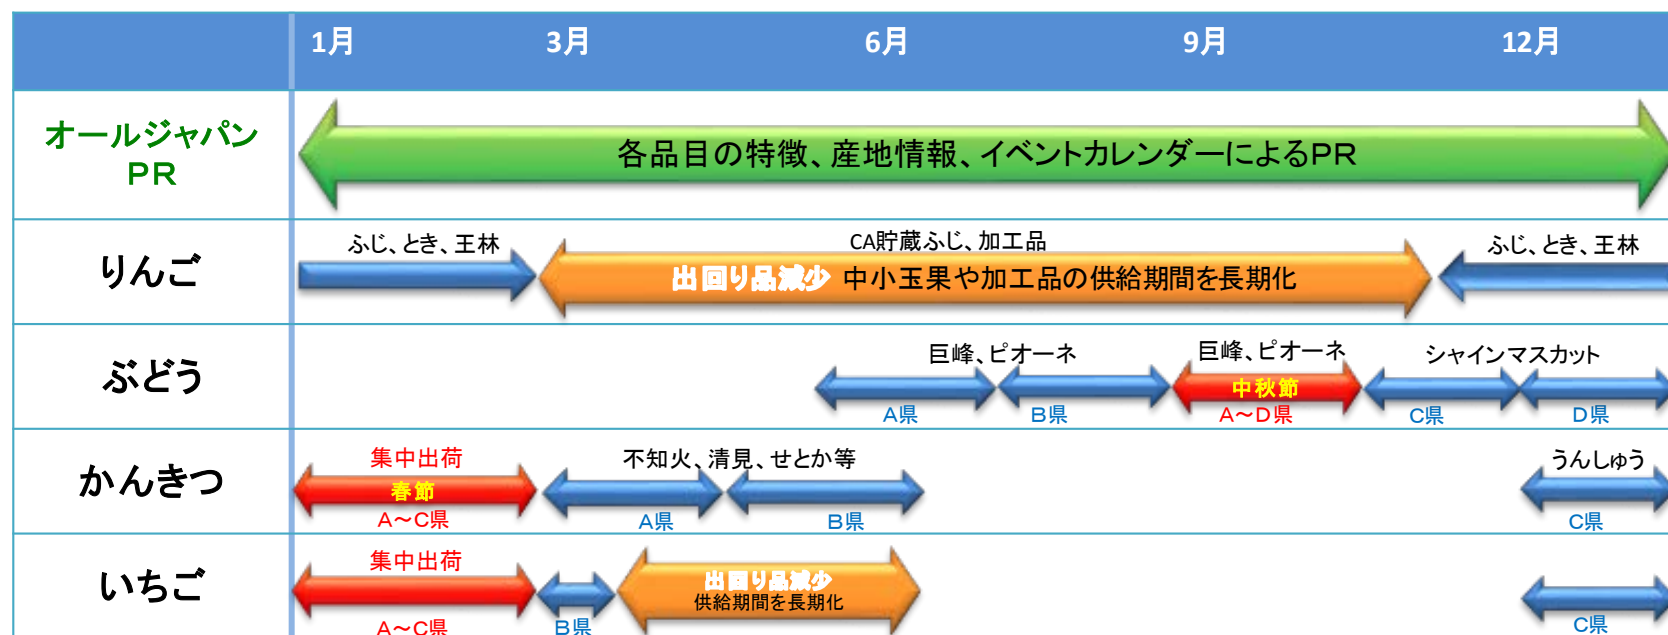 1月 3月 6月 9月 12月
オールジャパン
PR
各品目の特徴、産地情報、イベントカレンダーによるPR
りんご
ふじ、とき、王林
CA貯蔵ふじ、加工品
出回り品減少 中小玉果や加工品の供給期間を長期化
ふじ、とき、王林
ぶどう
巨峰、ピオーネ
A県
B県
巨峰、ピオーネ
中秋節
A～D県
シャインマスカット
C県
D県
かんきつ
集中出荷
春節
A～C県
不知火、清見、せとか等
A県
B県
うんしゅう
C県
いちご
集中出荷
A～C県
B県
出回り品減少
供給期間を長期化
C県